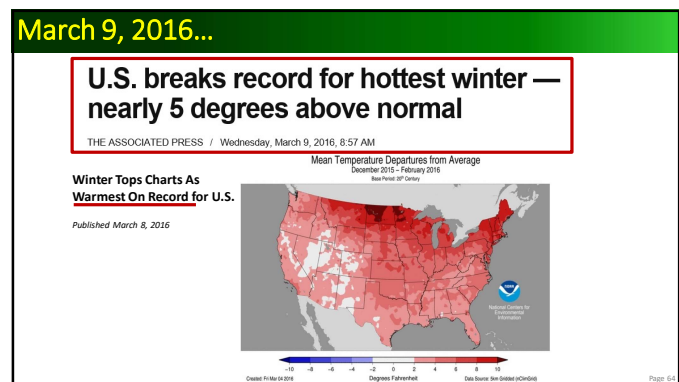 March 9, 2016...
U.S. breaks record for hottest winter —
nearly 5 degrees above normal
THE ASSOCIATED PRESS / Wednesday, March 9, 2016, 8:57 AM
Winter Tops Charts As
Warmest On Record for U.S.
Published March 8, 2016
Mean Temperature Departures from Average
December 2015 – February 2016
Base Period: 20th Century
NOAA
National Centers for
Environmental
Information
-10 -8 -6 -4 -2 0 2 4 6 8 10
Created: Fri Mar 04 2016
Degrees Fahrenheit
Data Source: 5km Gridded (nClimGrid)
Page 64